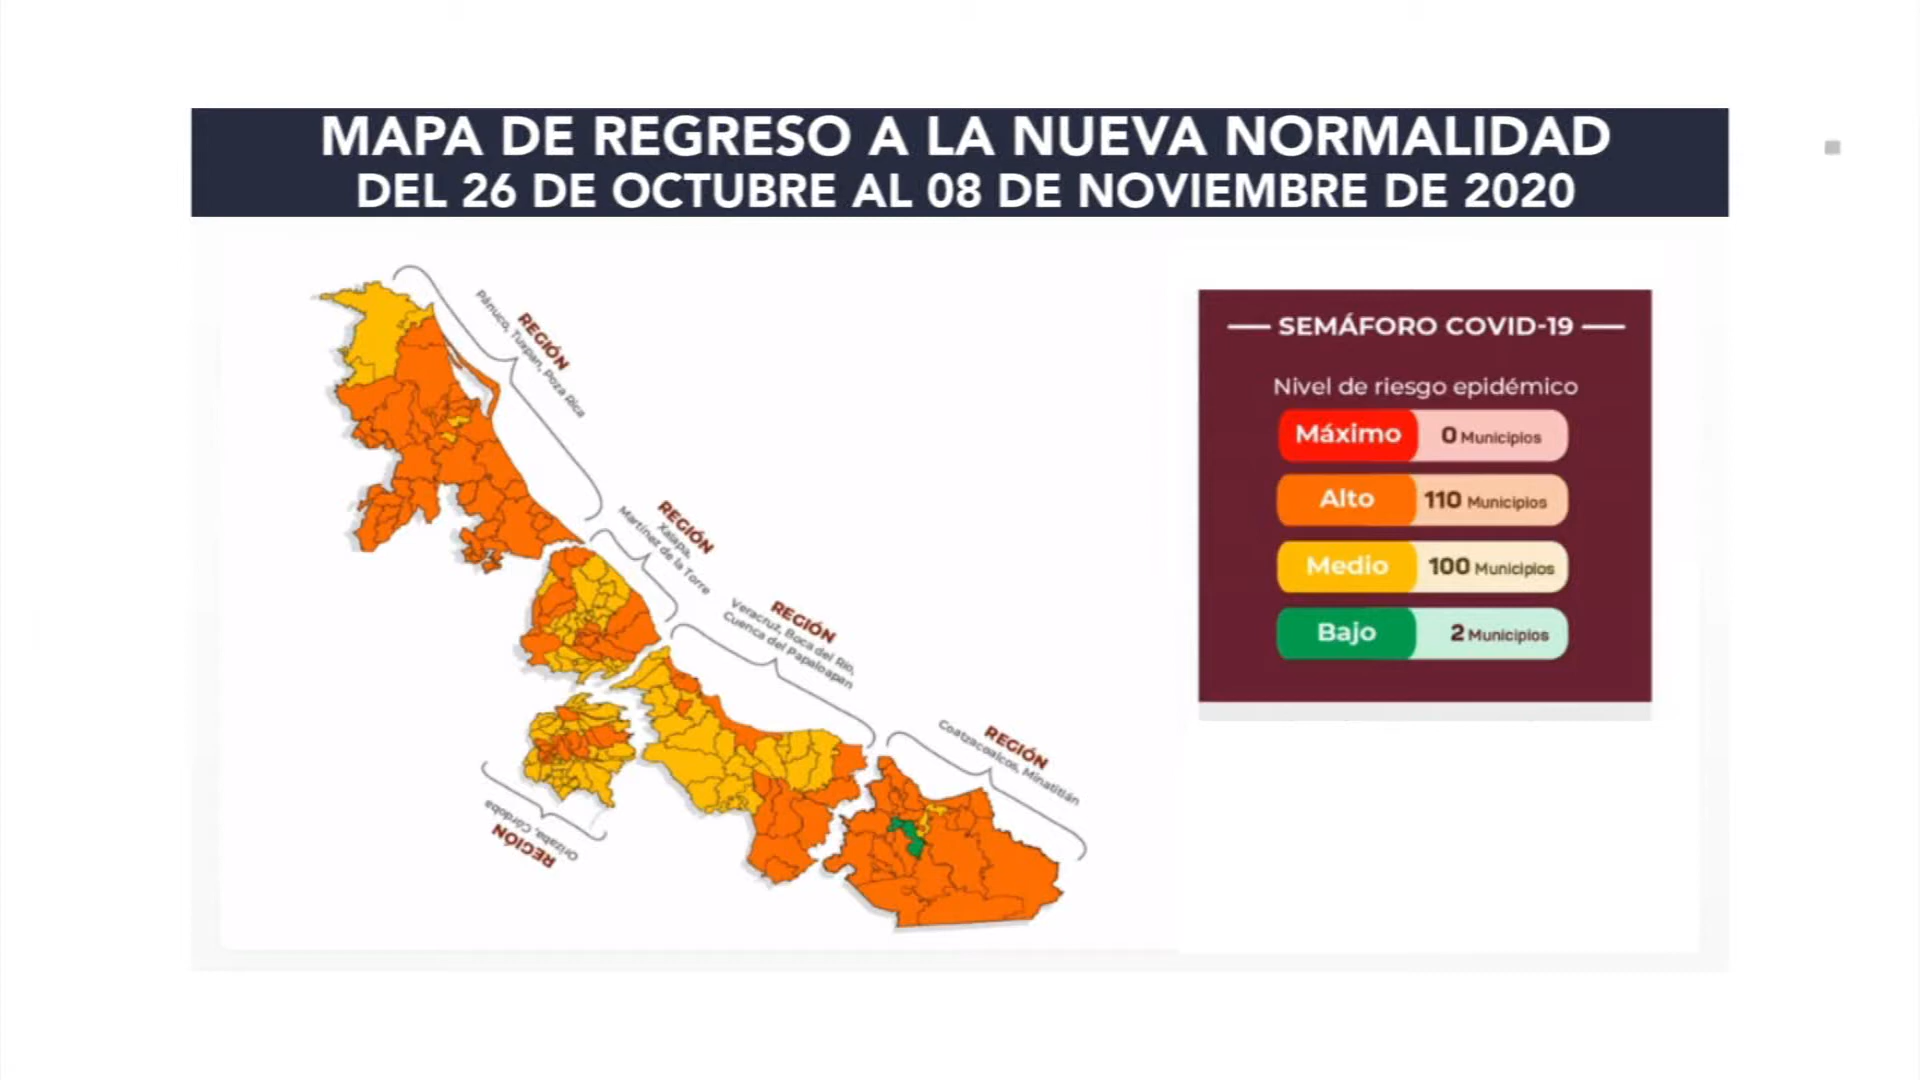 MAPA DE REGRESO A LA NUEVA NORMALIDAD
DEL 26 DE OCTUBRE AL 08 DE NOVIEMBRE DE 2020
REGIÓN
Pánuco, Tuxpan, Poza Rica
REGIÓN
Xalapa,
Martínez de la Torre
REGIÓN
Veracruz, Boca del Río,
Cuenca del Papaloapan
REGIÓN
Coatzacoalcos, Minatitlán
Orizaba, Córdoba
REGIÓN
SEMÁFORO COVID-19
Nivel de riesgo epidémico
Máximo 0 Municipios
Alto 110 Municipios
Medio 100 Municipios
Bajo 2 Municipios